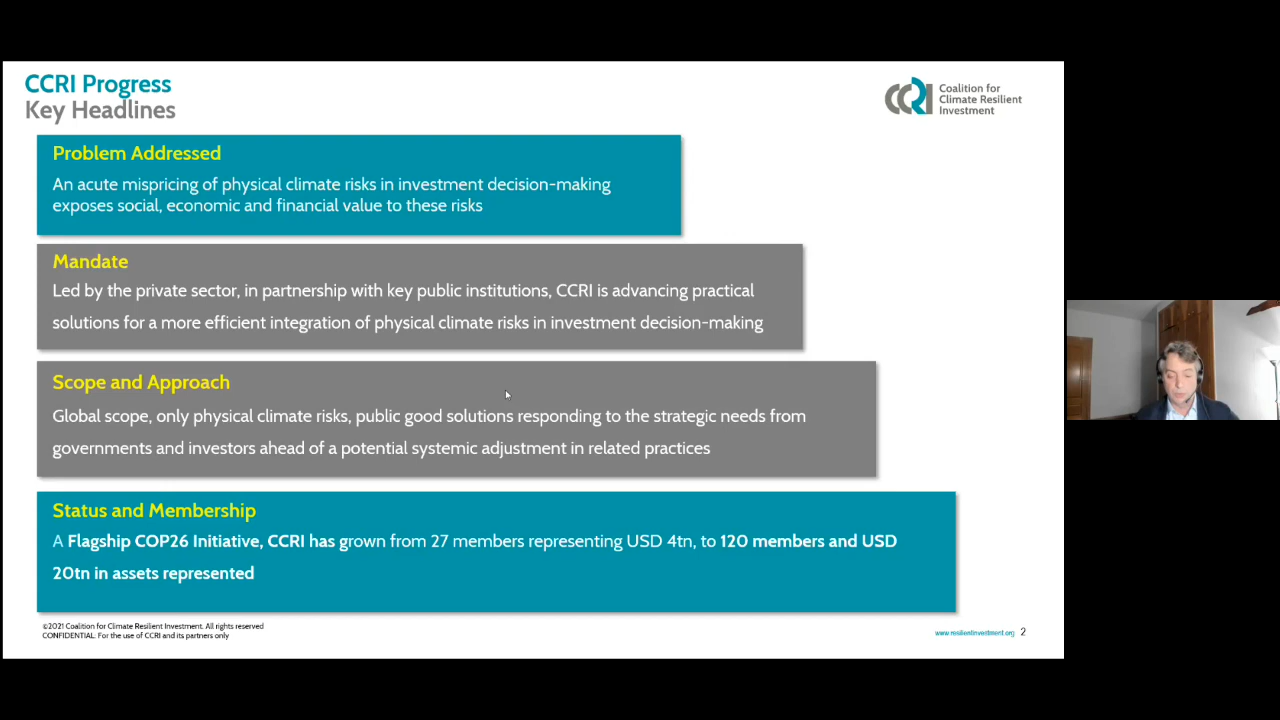 CCRI Progress
Key Headlines
CCRI
Coalition for
Climate Resilient
Investment
Problem Addressed
An acute mispricing of physical climate risks in investment decision-making
exposes social, economic and financial value to these risks
Mandate
Led by the private sector, in partnership with key public institutions, CCRI is advancing practical
solutions for a more efficient integration of physical climate risks in investment decision-making
Scope and Approach
Global scope, only physical climate risks, public good solutions responding to the strategic needs from
governments and investors ahead of a potential systemic adjustment in related practices
Status and Membership
A Flagship COP26 Initiative, CCRI has grown from 27 members representing USD 4tn, to 120 members and USD
20tn in assets represented
©2021 Coalition for Climate Resilient Investment. All rights reserved
CONFIDENTIAL: For the use of CCRI and its partners only
www.resilientinvestment.org 2